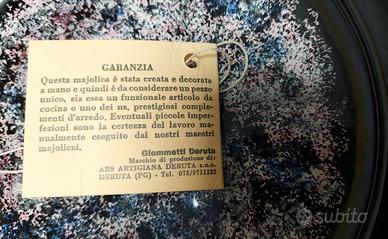 GARANZIA
Questa majolica è stata creata e decorata
a mano e quindi é da considerare un pezzo
unico, sia essa un funzionale articolo da
cucina o uno dei ns, prestigiosi comple-
menti d'arredo. Eventuali piccole imper-
fezioni sono la certezza del lavoro ma-
nualmente eseguito dai nostri maestri
majolicai.
Giommetti Deruta
Marchio di produzione di:
ARS ARTIGIANA DERUTA s.n.c.
DERUTA (PG) - Tel. 075/9711123
subito